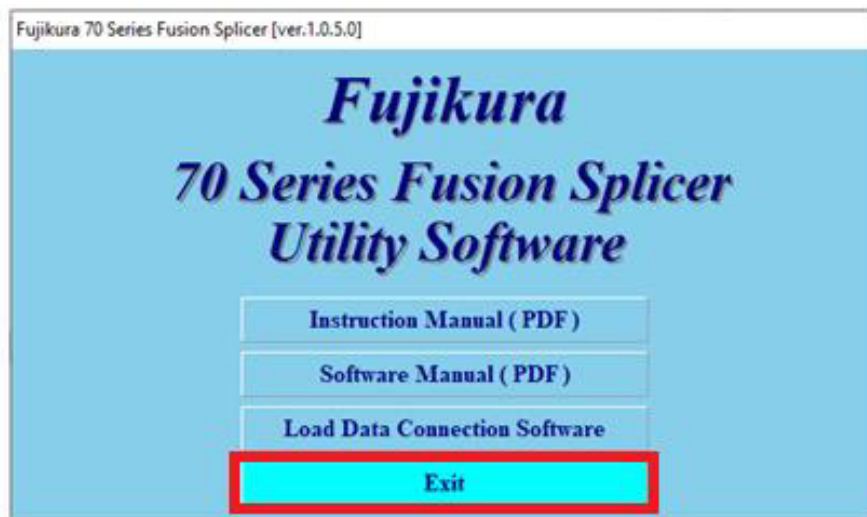 Fujikura 70 Series Fusion Splicer [ver.1.0.5.0]
Fujikura
70 Series Fusion Splicer
Utility Software
Instruction Manual ( PDF )
Software Manual ( PDF )
Load Data Connection Software
Exit